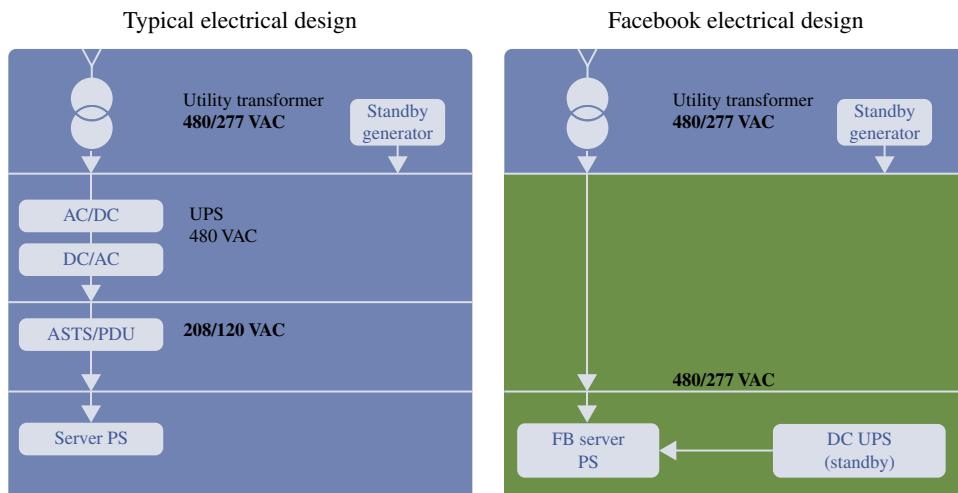 Typical electrical design
Utility transformer
480/277 VAC
Standby
generator
AC/DC
UPS
480 VAC
DC/AC
ASTS/PDU
208/120 VAC
Server PS
Facebook electrical design
Utility transformer
480/277 VAC
Standby
generator
480/277 VAC
FB server
PS
DC UPS
(standby)